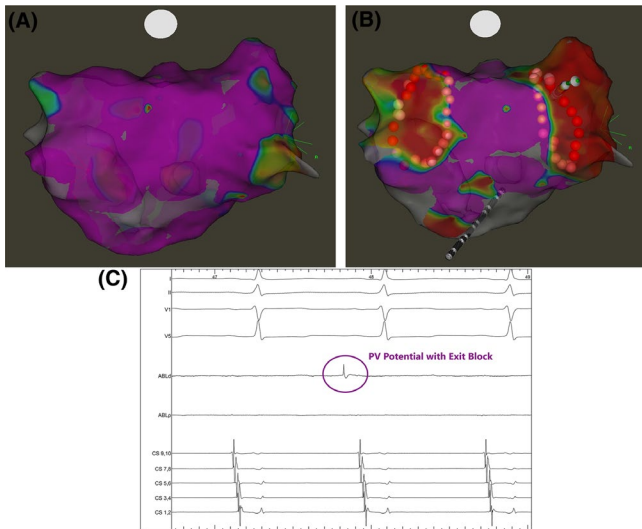 (A)
(B)
(C)
47
48
49
I
II
V1
V5
PV Potential with Exit Block
ABLd
ABLp
CS 9,10
CS 7,8
CS 5,6
CS 3,4
CS 1,2